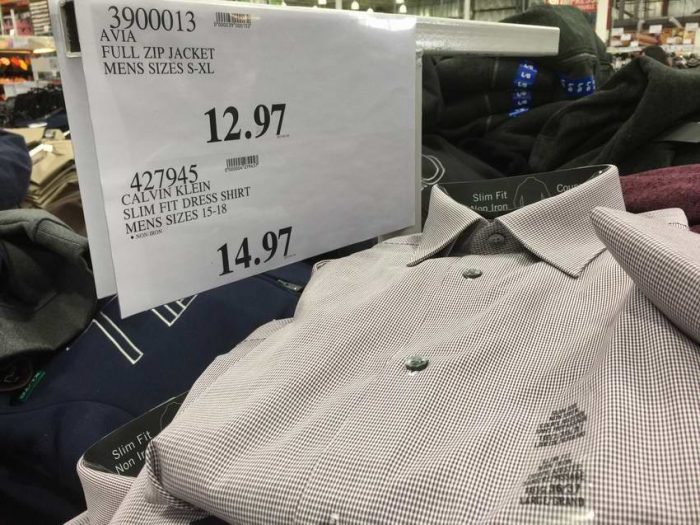 3900013
AVIA
FULL ZIP JACKET
MENS SIZES S-XL
12.97
427945
CALVIN KLEIN
SLIM FIT DRESS SHIRT
MENS SIZES 15-18
• NON-IRON
14.97
Slim Fit
Non Iron
Slim Fit
Non